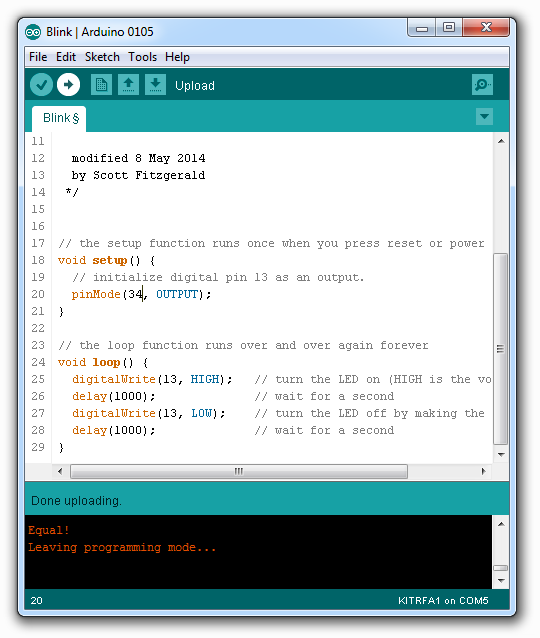 Blink | Arduino 0105
File Edit Sketch Tools Help
Upload
Blink §
11
12 modified 8 May 2014
13 by Scott Fitzgerald
14 */
15
16
17 // the setup function runs once when you press reset or power
18 void setup() {
19 // initialize digital pin 13 as an output.
20 pinMode(34, OUTPUT);
21 }
22
23 // the loop function runs over and over again forever
24 void loop() {
25 digitalWrite(13, HIGH); // turn the LED on (HIGH is the vo
26 delay(1000); // wait for a second
27 digitalWrite(13, LOW); // turn the LED off by making the
28 delay(1000); // wait for a second
29 }
Done uploading.
Equal!
Leaving programming mode...
20 KITRFA1 on COM5